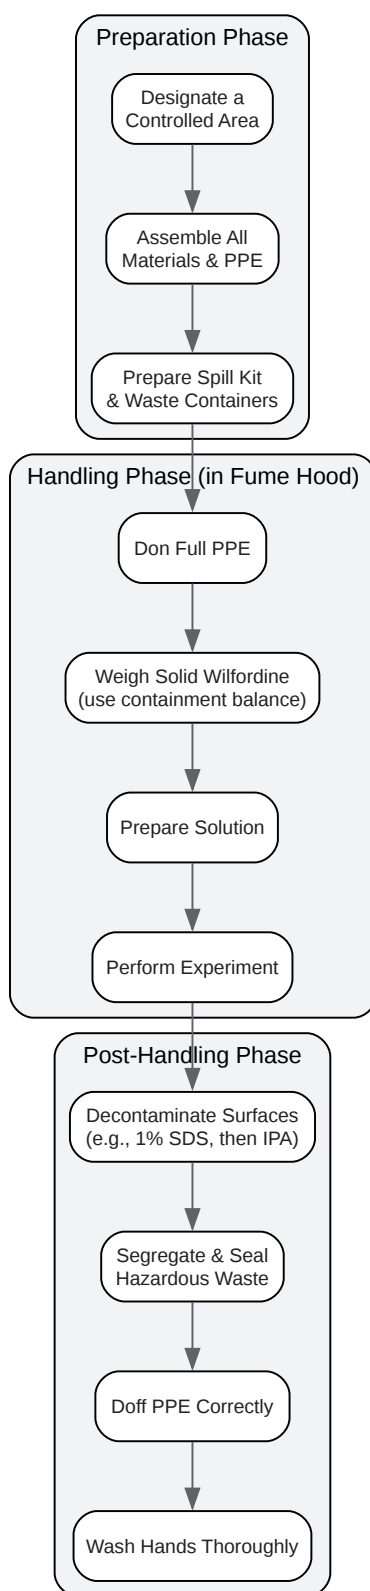 Preparation Phase
Designate a
Controlled Area
Assemble All
Materials & PPE
Prepare Spill Kit
& Waste Containers
Handling Phase (in Fume Hood)
Don Full PPE
Weigh Solid Wilfordine
(use containment balance)
Prepare Solution
Perform Experiment
Post-Handling Phase
Decontaminate Surfaces
(e.g., 1% SDS, then IPA)
Segregate & Seal
Hazardous Waste
Doff PPE Correctly
Wash Hands Thoroughly